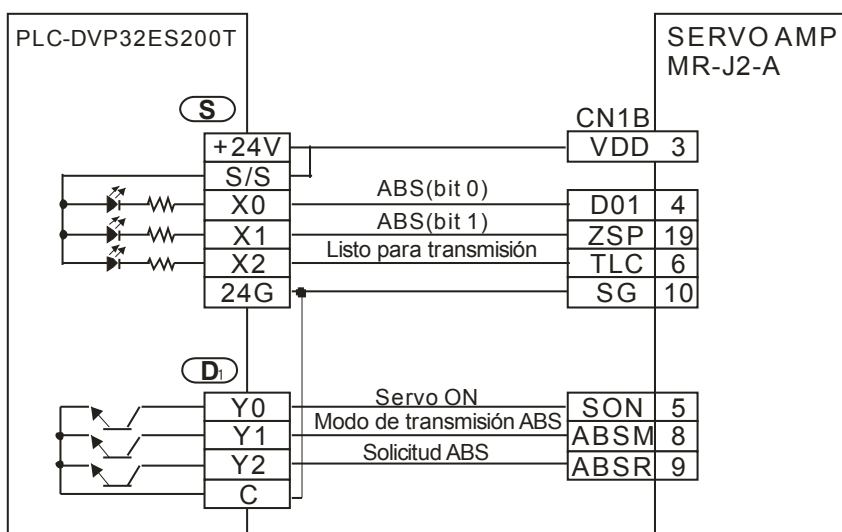 PLC-DVP32ES200T
SERVO AMP
MR-J2-A
S
CN1B
+24V
VDD 3
S/S
X0
ABS(bit 0)
D01 4
X1
ABS(bit 1)
ZSP 19
X2
Listo para transmisión
TLC 6
24G
SG 10
D1
Y0
Servo ON
SON 5
Y1
Modo de transmisión ABS
ABSM 8
Y2
Solicitud ABS
ABSR 9
C